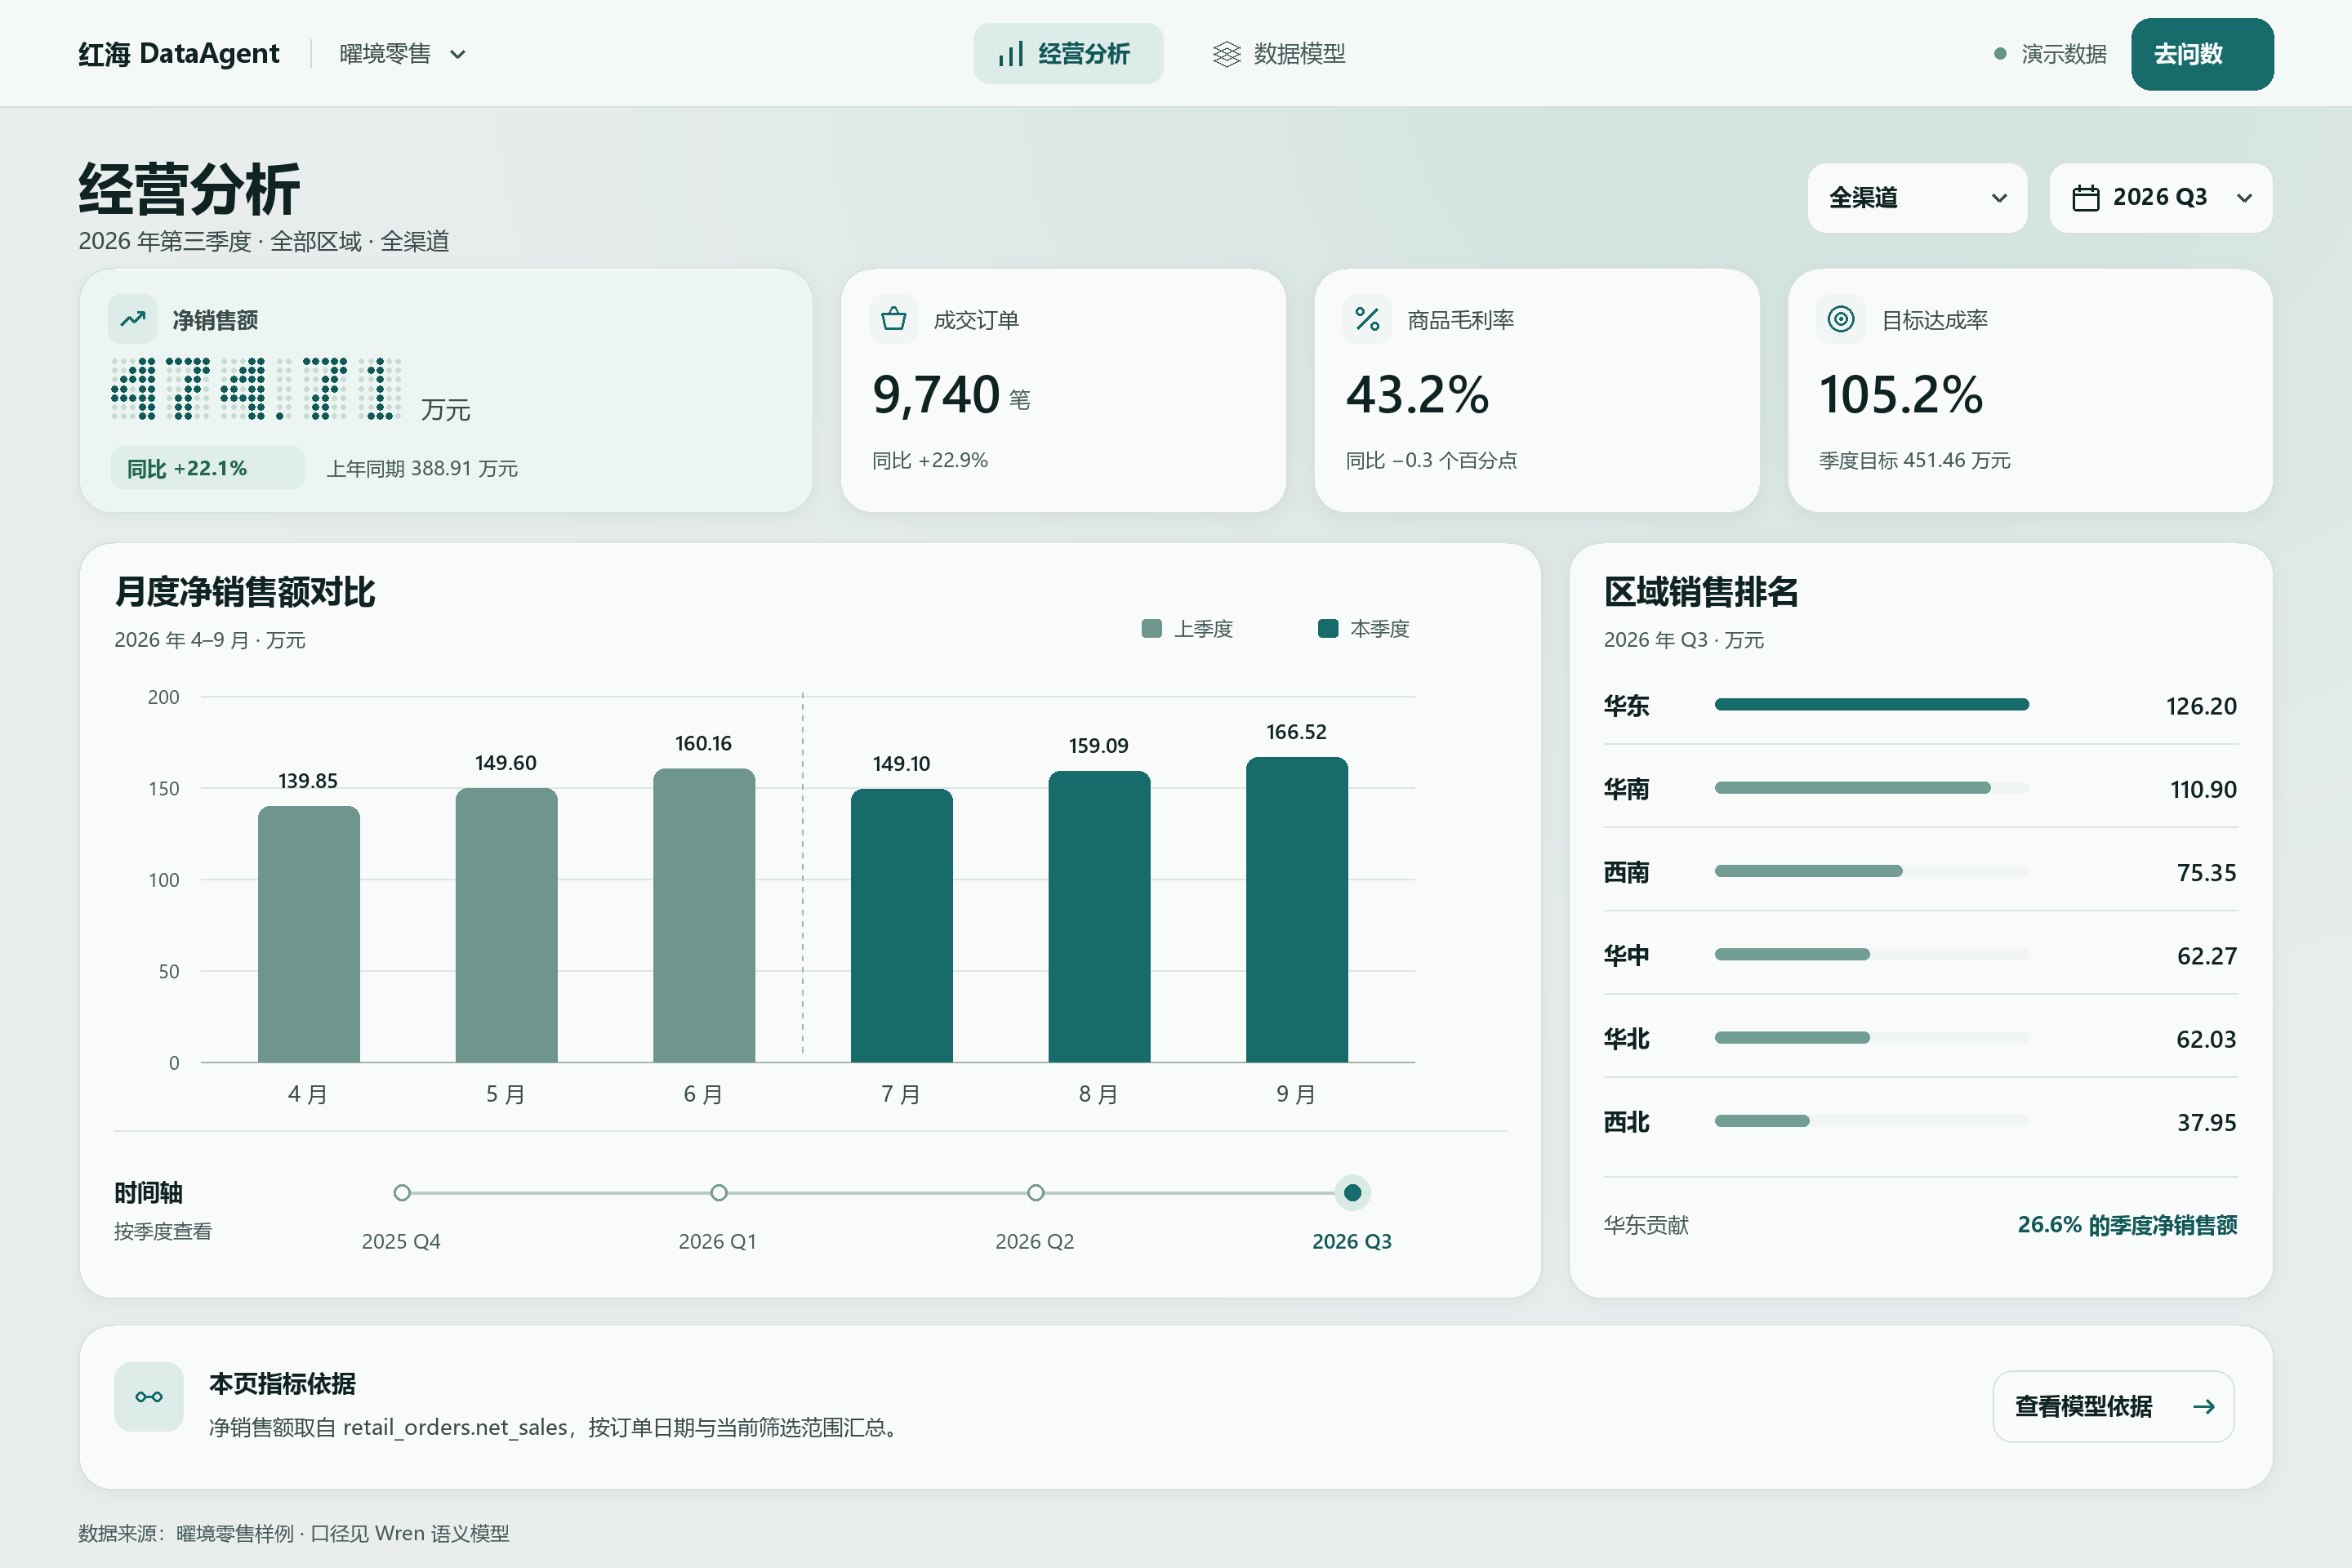 红海 DataAgent
曜境零售
经营分析
数据模型
演示数据
去问数
经营分析
2026 年第三季度 · 全部区域 · 全渠道
全渠道
2026 Q3
净销售额
474.71 万元
同比 +22.1%
上年同期 388.91 万元
成交订单
9,740 笔
同比 +22.9%
商品毛利率
43.2%
同比 −0.3 个百分点
目标达成率
105.2%
季度目标 451.46 万元
月度净销售额对比
2026 年 4–9 月 · 万元
上季度
本季度
200
150
100
50
0
139.85
149.60
160.16
149.10
159.09
166.52
4 月
5 月
6 月
7 月
8 月
9 月
时间轴
按季度查看
2025 Q4
2026 Q1
2026 Q2
2026 Q3
区域销售排名
2026 年 Q3 · 万元
华东 126.20
华南 110.90
西南 75.35
华中 62.27
华北 62.03
西北 37.95
华东贡献
26.6% 的季度净销售额
本页指标依据
净销售额取自 retail_orders.net_sales，按订单日期与当前筛选范围汇总。
查看模型依据
数据来源：曜境零售样例 · 口径见 Wren 语义模型